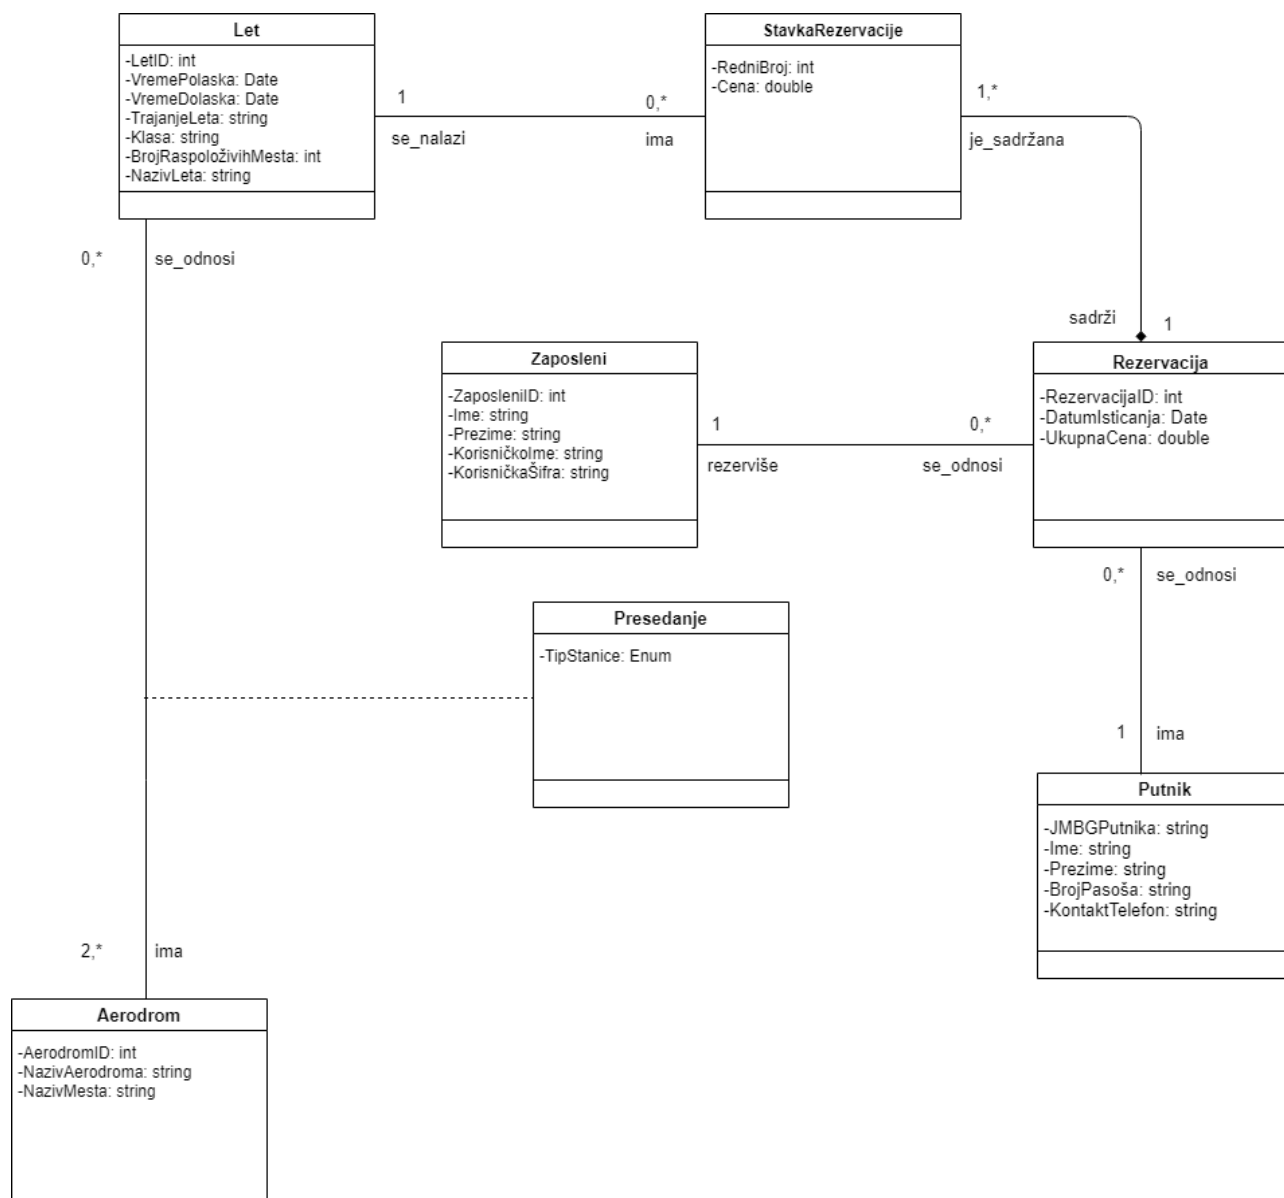 Let
-LetID: int
-VremePolaska: Date
-VremeDolaska: Date
-TrajanjeLeta: string
-Klasa: string
-BrojRaspoloživihMesta: int
-NazivLeta: string
1
se_nalazi
0,*
ima
StavkaRezervacije
-RedniBroj: int
-Cena: double
1,*
je_sadržana
0,*
se_odnosi
sadrži
1
Zaposleni
-ZaposleniID: int
-Ime: string
-Prezime: string
-KorisničkoIme: string
-KorisničkaŠifra: string
1
rezerviše
0,*
se_odnosi
Rezervacija
-RezervacijaID: int
-DatumIsticanja: Date
-UkupnaCena: double
0,*
se_odnosi
Presedanje
-TipStanice: Enum
1
ima
Putnik
-JMBGPutnika: string
-Ime: string
-Prezime: string
-BrojPasoša: string
-KontaktTelefon: string
2,*
ima
Aerodrom
-AerodromID: int
-NazivAerodroma: string
-NazivMesta: string